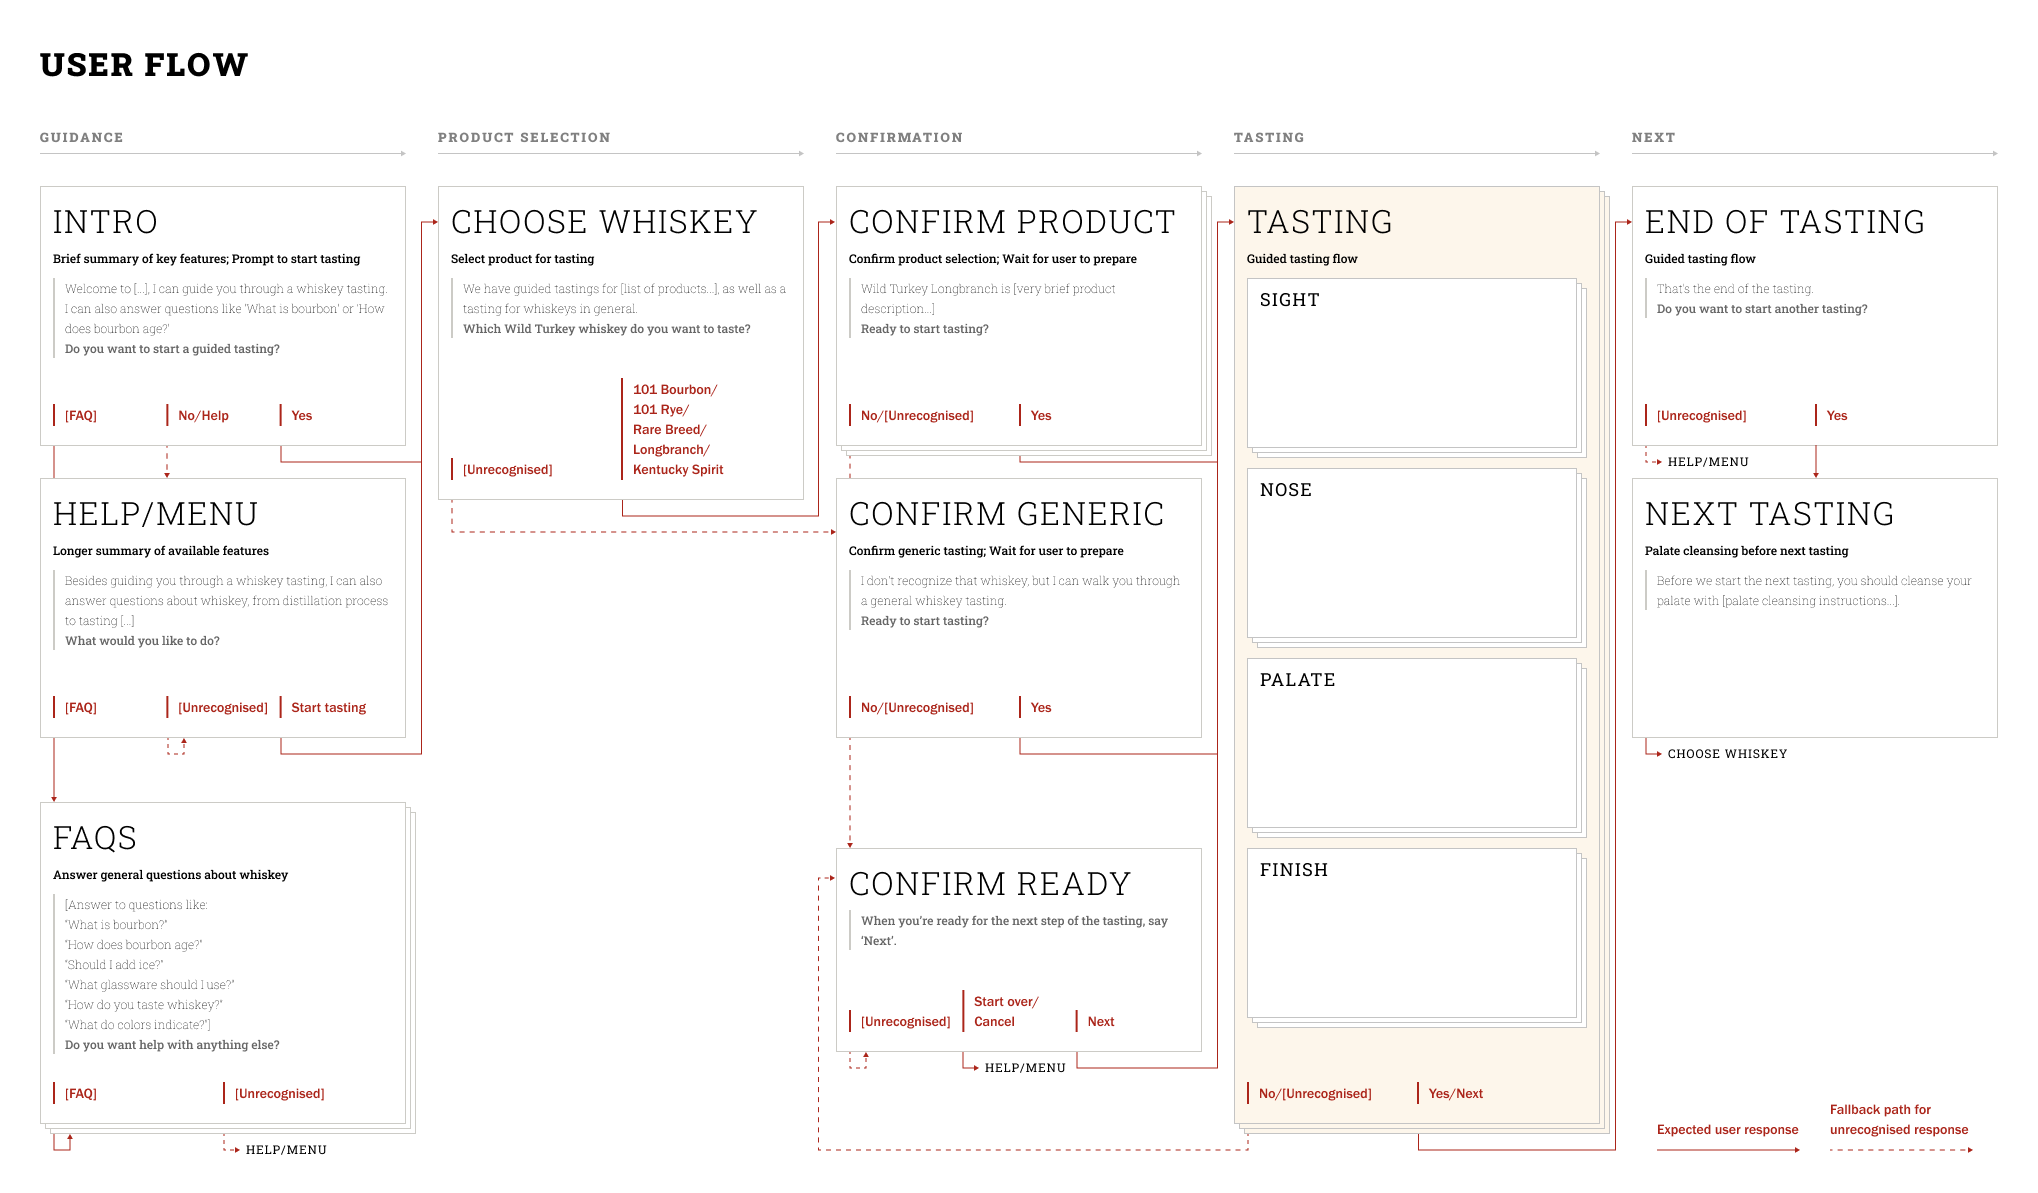 USER FLOW
GUIDANCE
INTRO
Brief summary of key features; Prompt to start tasting
Welcome to [...], I can guide you through a whiskey tasting.
I can also answer questions like 'What is bourbon' or 'How
does bourbon age?'
Do you want to start a guided tasting?
[FAQ]
No/Help
Yes
HELP/MENU
Longer summary of available features
Besides guiding you through a whiskey tasting, I can also
answer questions about whiskey, from distillation process
to tasting [...]
What would you like to do?
[FAQ]
[Unrecognised]
Start tasting
FAQS
Answer general questions about whiskey
[Answer to questions like:
"What is bourbon?"
"How does bourbon age?"
"Should I add ice?"
"What glassware should I use?"
"How do you taste whiskey?"
"What do colors indicate?"]
Do you want help with anything else?
[FAQ]
[Unrecognised]
HELP/MENU
PRODUCT SELECTION
CHOOSE WHISKEY
Select product for tasting
We have guided tastings for [list of products...], as well as a
tasting for whiskeys in general.
Which Wild Turkey whiskey do you want to taste?
[Unrecognised]
101 Bourbon/
101 Rye/
Rare Breed/
Longbranch/
Kentucky Spirit
CONFIRMATION
CONFIRM PRODUCT
Confirm product selection; Wait for user to prepare
Wild Turkey Longbranch is [very brief product
description...]
Ready to start tasting?
No/[Unrecognised]
Yes
CONFIRM GENERIC
Confirm generic tasting; Wait for user to prepare
I don't recognize that whiskey, but I can walk you through
a general whiskey tasting.
Ready to start tasting?
No/[Unrecognised]
Yes
CONFIRM READY
When you're ready for the next step of the tasting, say
'Next'.
[Unrecognised]
Start over/
Cancel
Next
HELP/MENU
TASTING
TASTING
Guided tasting flow
SIGHT
NOSE
PALATE
FINISH
No/[Unrecognised]
Yes/Next
NEXT
END OF TASTING
Guided tasting flow
That's the end of the tasting.
Do you want to start another tasting?
[Unrecognised]
Yes
HELP/MENU
NEXT TASTING
Palate cleansing before next tasting
Before we start the next tasting, you should cleanse your
palate with [palate cleansing instructions...].
CHOOSE WHISKEY
Expected user response
Fallback path for
unrecognised response